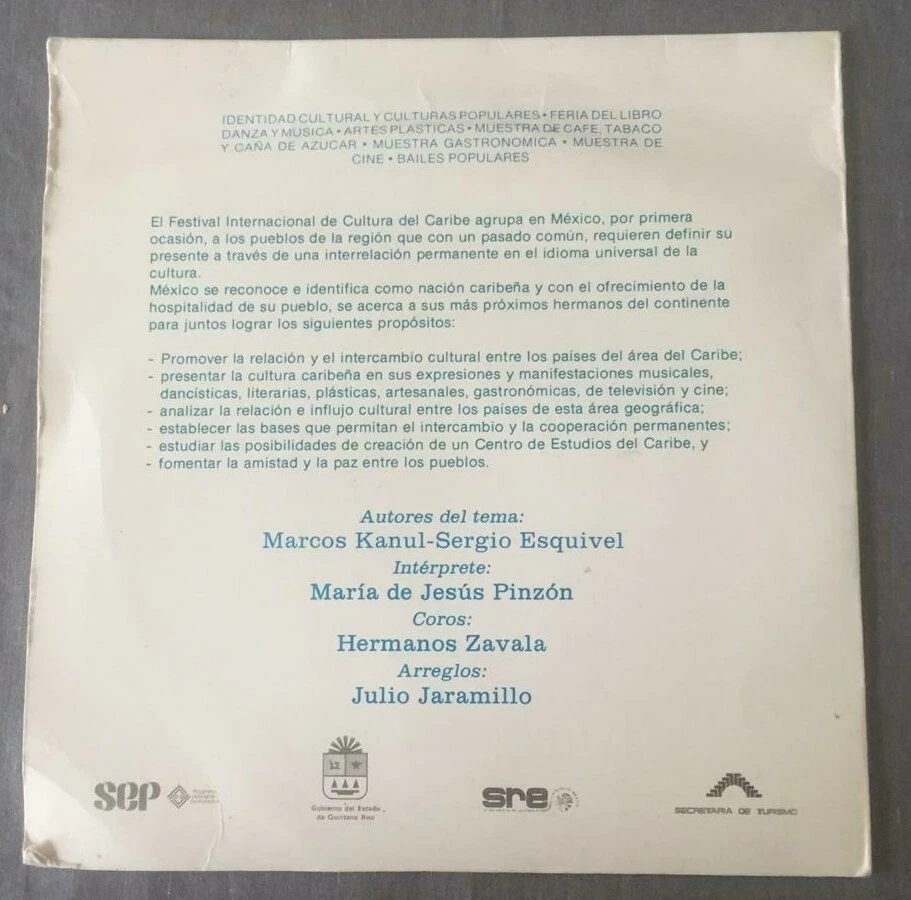 IDENTIDAD CULTURAL Y CULTURAS POPULARES • FERIA DEL LIBRO
DANZA Y MUSICA • ARTES PLASTICAS • MUESTRA DE CAFE, TABACO
Y CAÑA DE AZUCAR • MUESTRA GASTRONOMICA • MUESTRA DE
CINE • BAILES POPULARES
El Festival Internacional de Cultura del Caribe agrupa en México, por primera
ocasión, a los pueblos de la región que con un pasado común, requieren definir su
presente a través de una interrelación permanente en el idioma universal de la
cultura.
México se reconoce e identifica como nación caribeña y con el ofrecimiento de la
hospitalidad de su pueblo, se acerca a sus más próximos hermanos del continente
para juntos lograr los siguientes propósitos:
- Promover la relación y el intercambio cultural entre los países del área del Caribe;
- presentar la cultura caribeña en sus expresiones y manifestaciones musicales,
dancísticas, literarias, plásticas, artesanales, gastronómicas, de televisión y cine;
- analizar la relación e influjo cultural entre los países de esta área geográfica;
- establecer las bases que permitan el intercambio y la cooperación permanentes;
- estudiar las posibilidades de creación de un Centro de Estudios del Caribe, y
- fomentar la amistad y la paz entre los pueblos.
Autores del tema:
Marcos Kanul-Sergio Esquivel
Intérprete:
María de Jesús Pinzón
Coros:
Hermanos Zavala
Arreglos:
Julio Jaramillo
SEP
Gobierno del Estado
de Quintana Roo
sre
SECRETARIA DE TURISMO